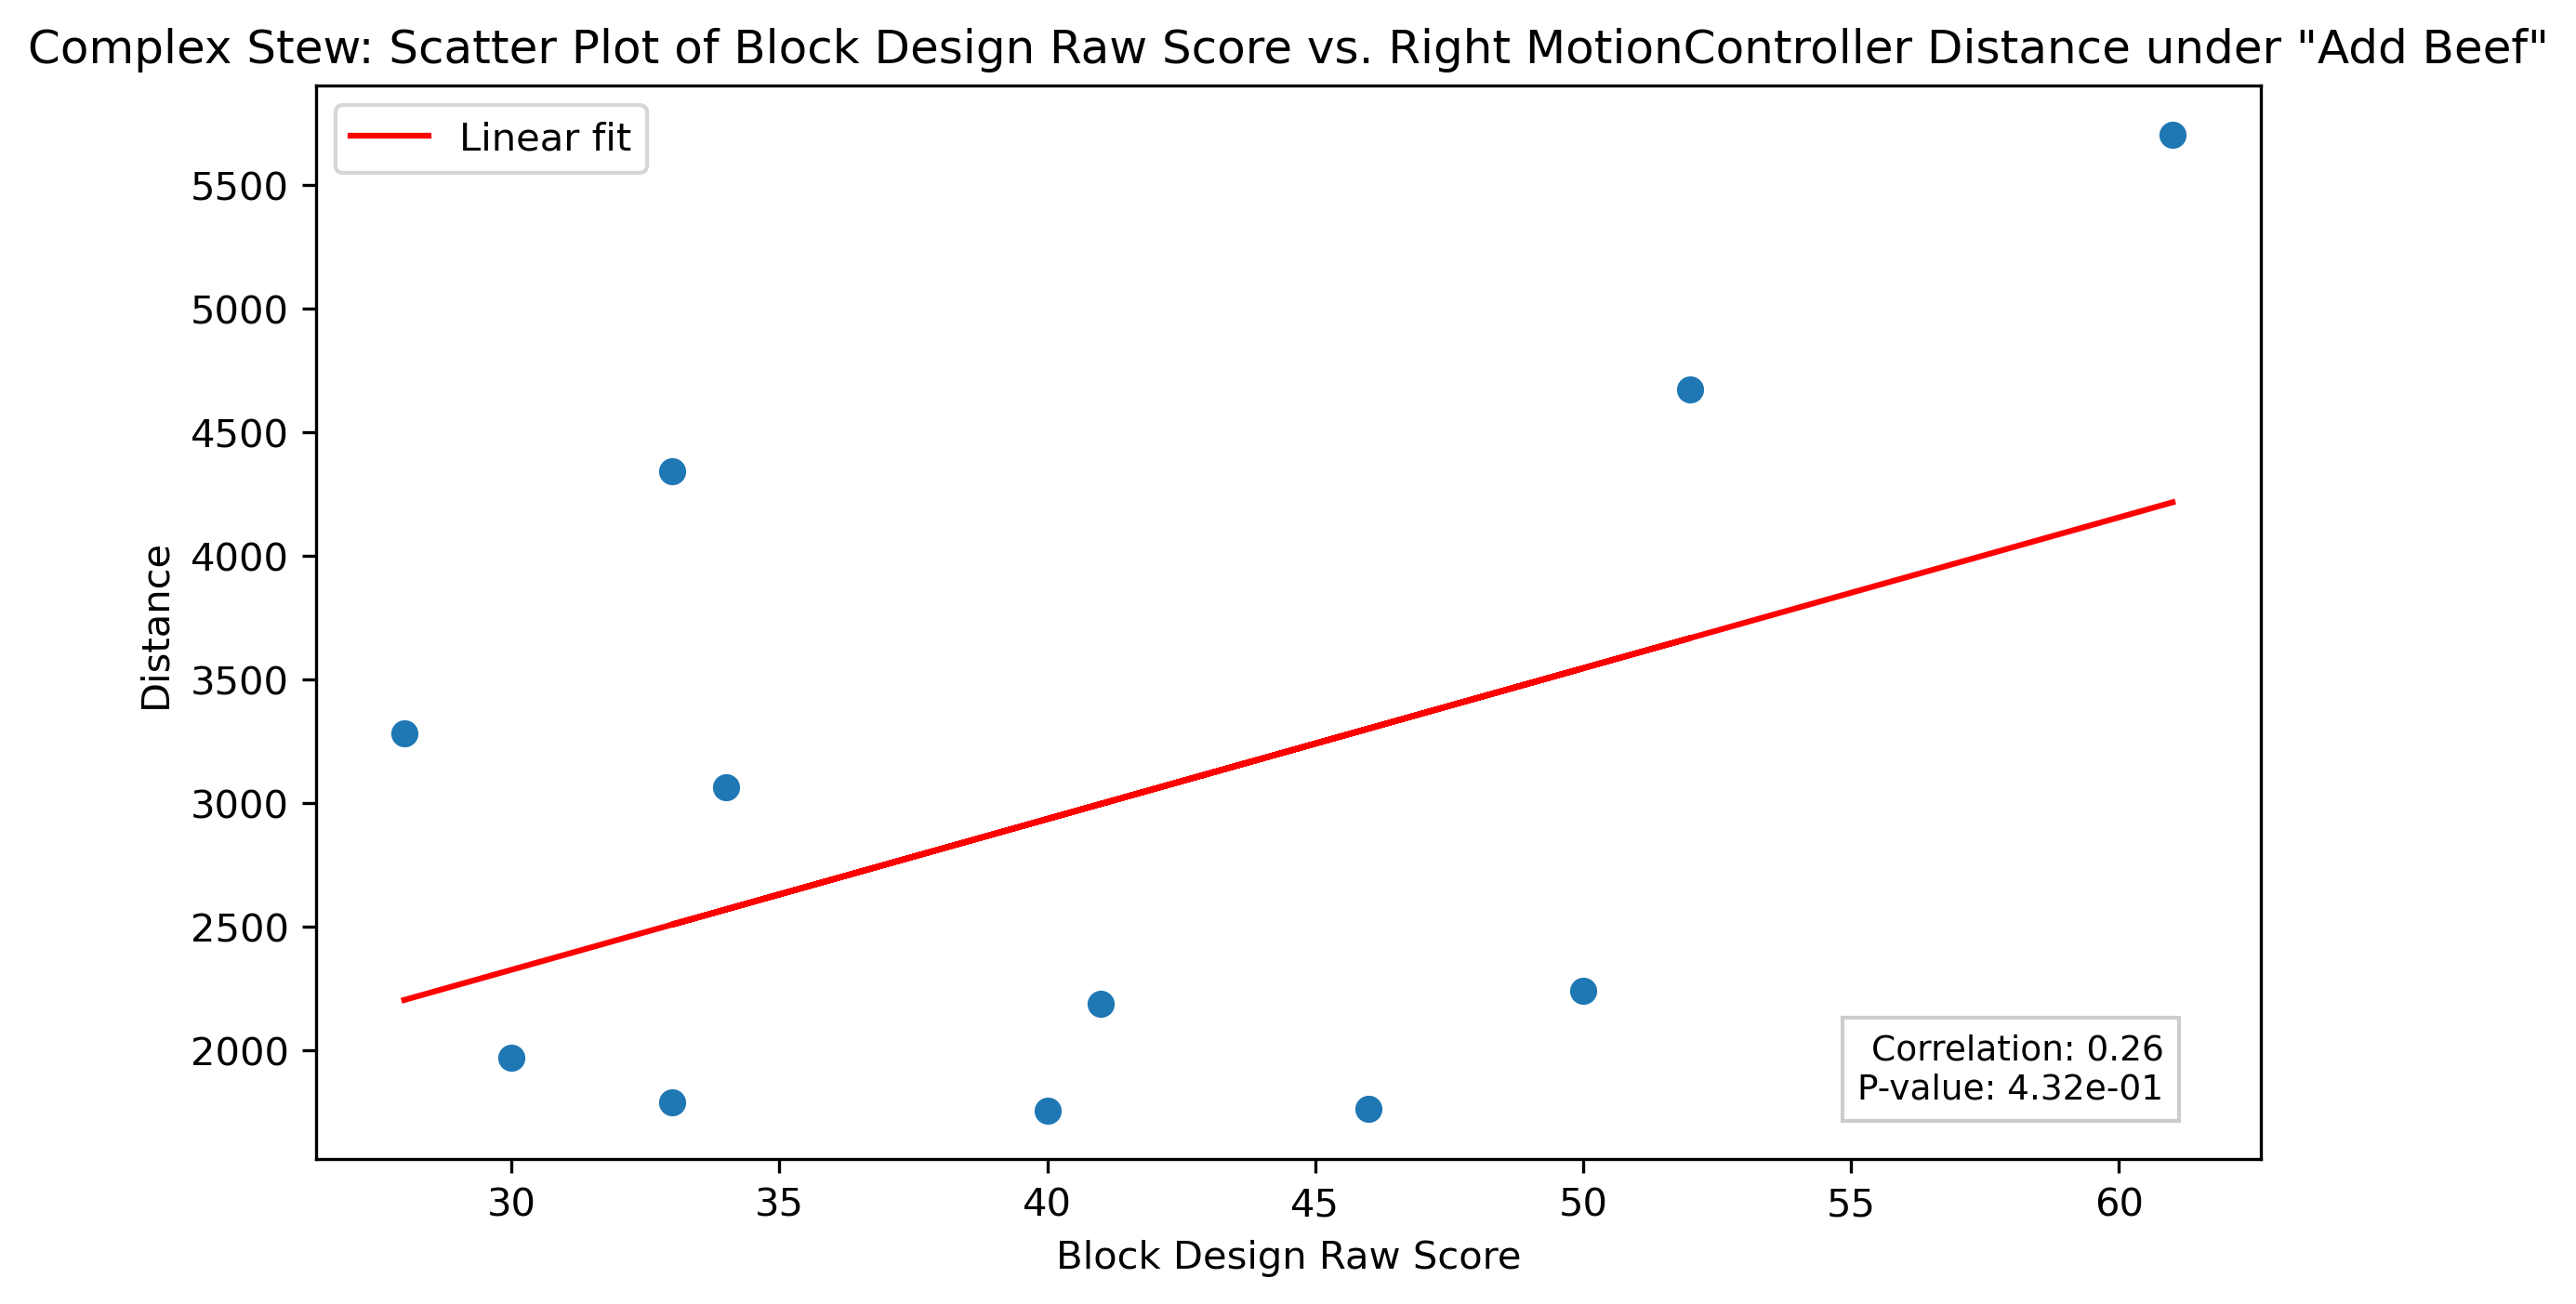 Complex Stew: Scatter Plot of Block Design Raw Score vs. Right MotionController Distance under "Add Beef"
Linear fit
5500
5000
4500
4000
3500
3000
2500
2000
Distance
Correlation: 0.26
P-value: 4.32e-01
30 35 40 45 50 55 60
Block Design Raw Score